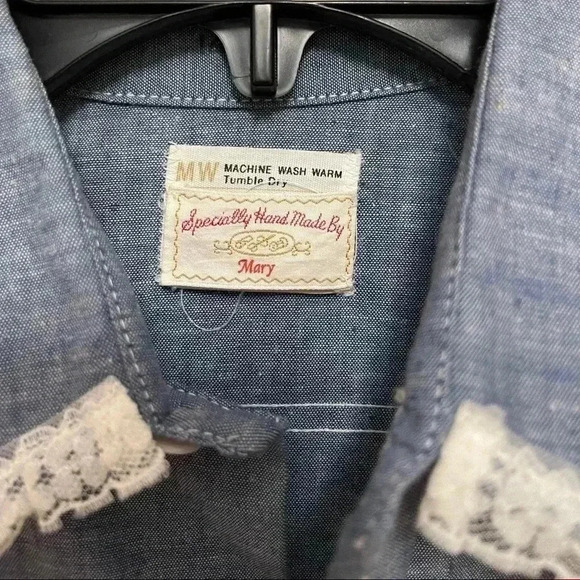 MW MACHINE WASH WARM
Tumble Dry
Specially Hand Made By
Mary